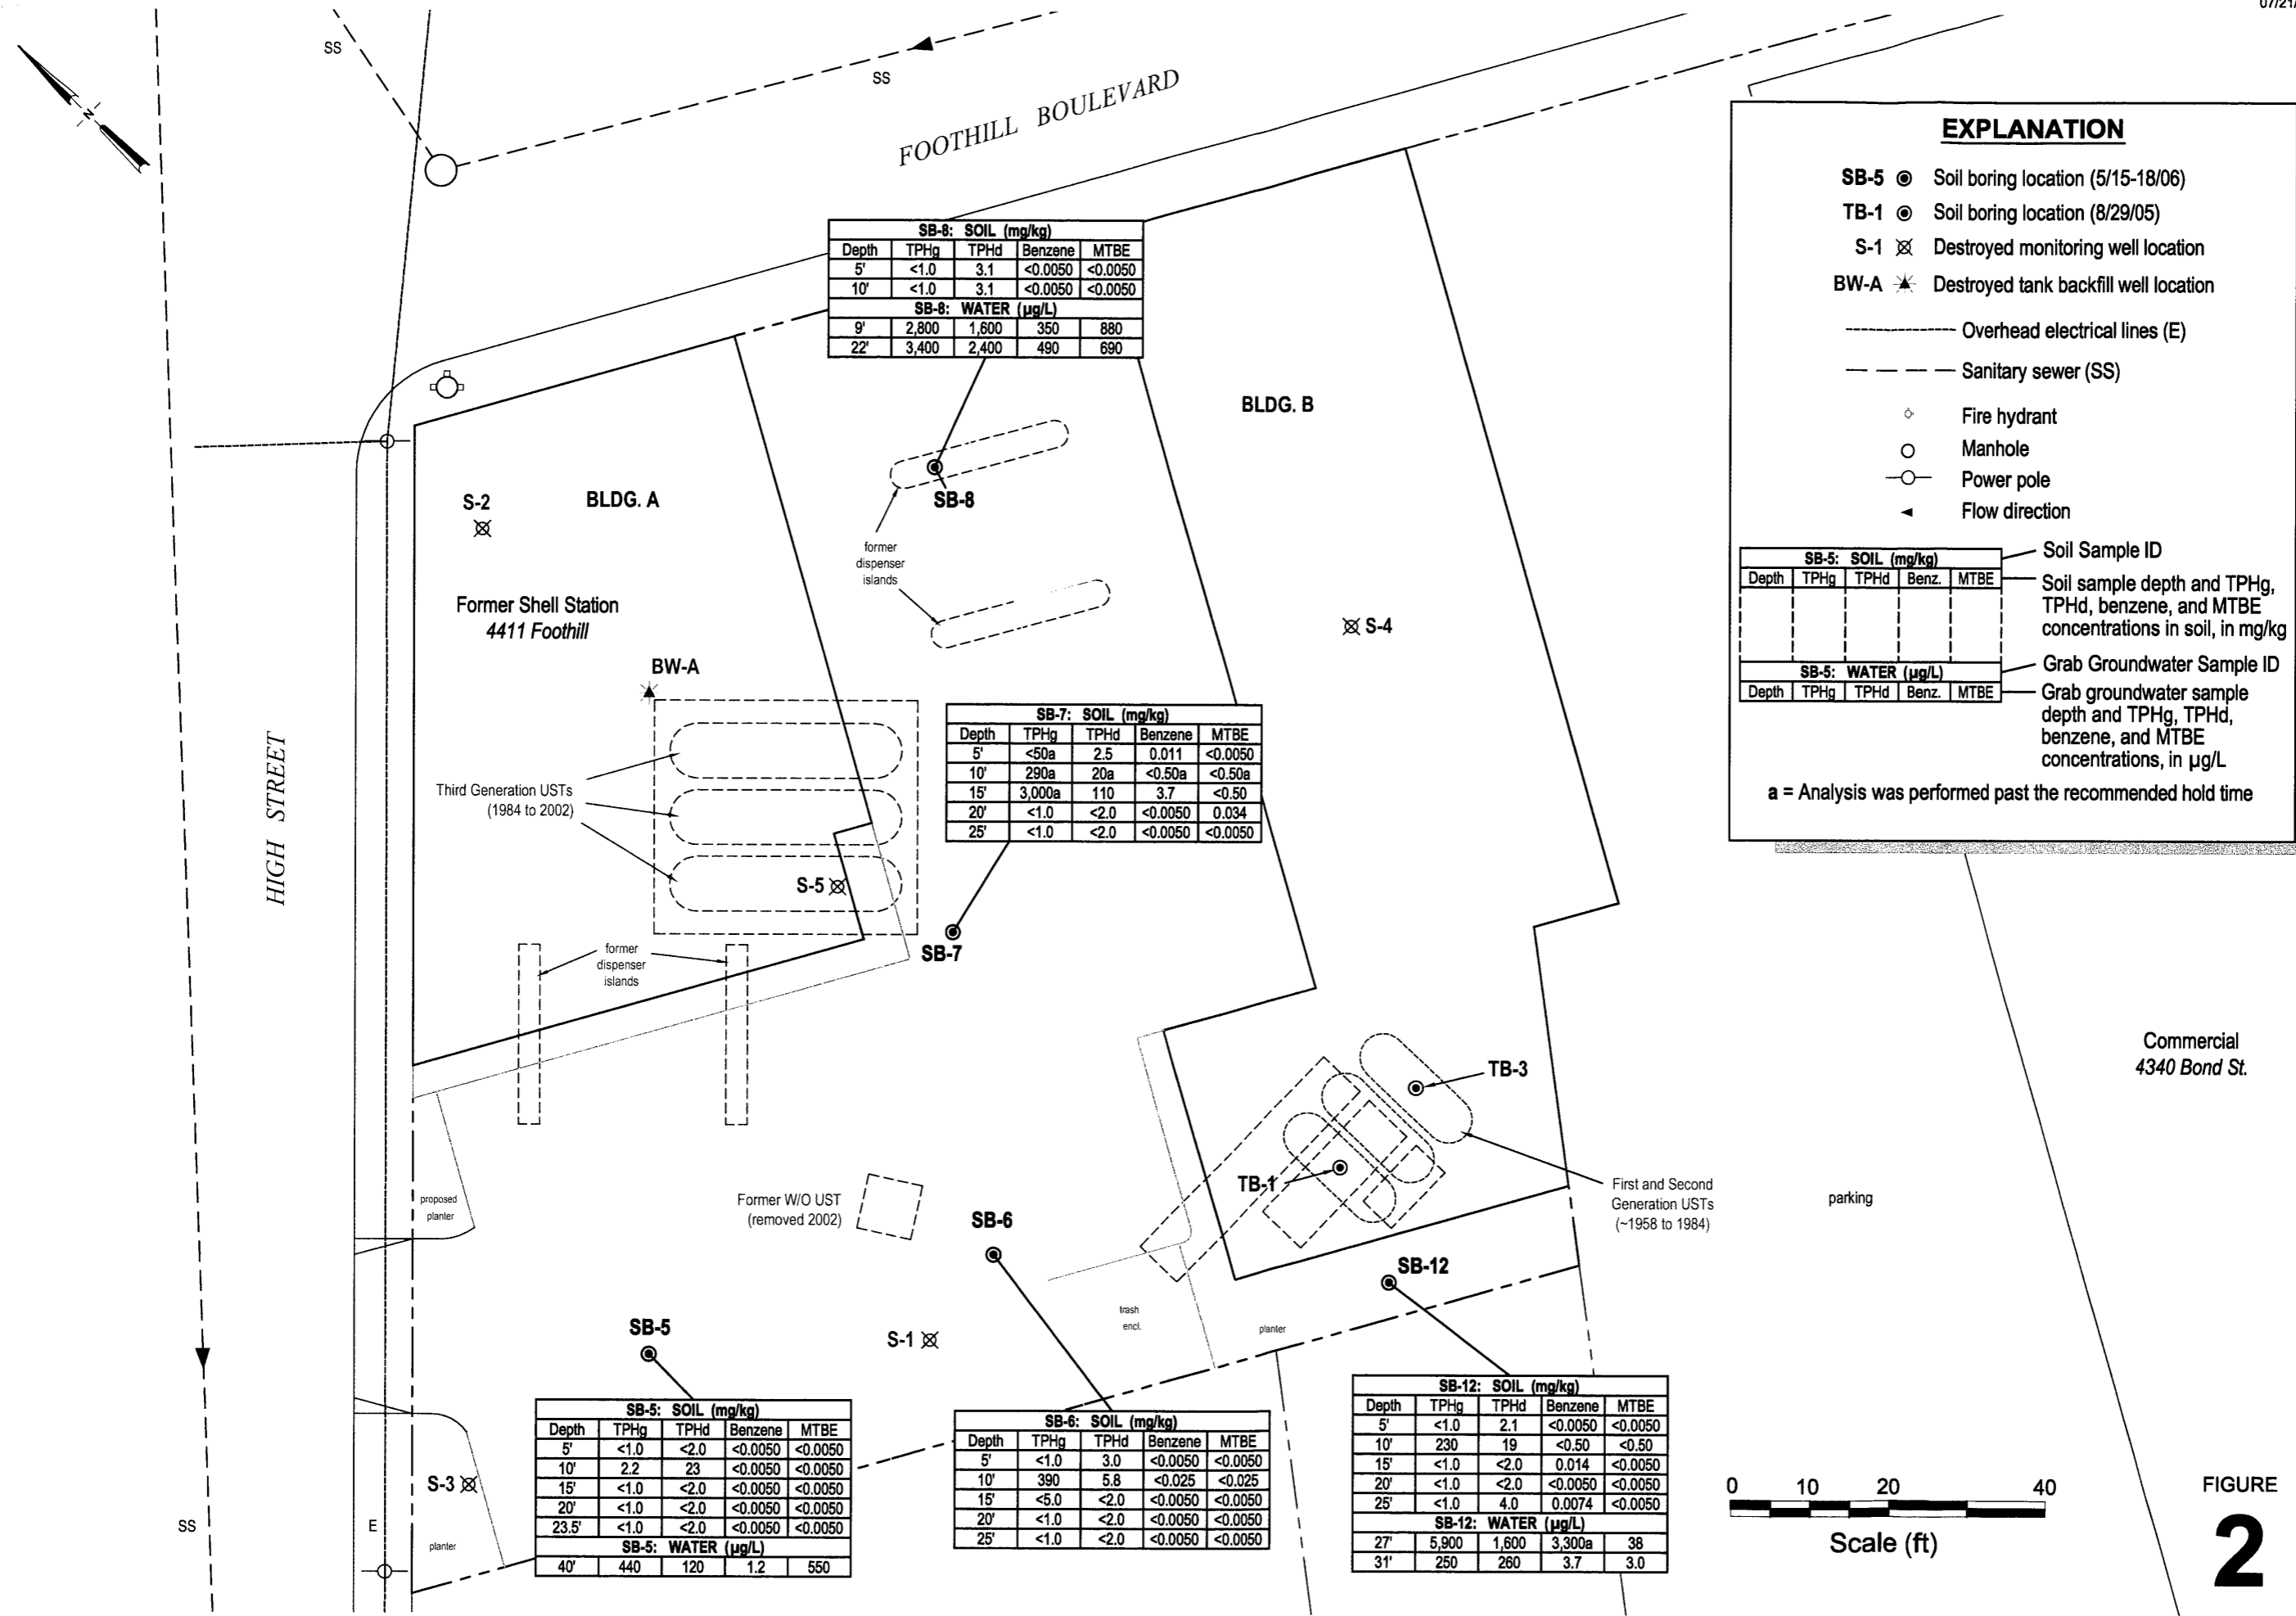 07/21/
SS
SS
FOOTHILL BOULEVARD
N
EXPLANATION
SB-5 Soil boring location (5/15-18/06)
TB-1 Soil boring location (8/29/05)
S-1 Destroyed monitoring well location
BW-A Destroyed tank backfill well location
Overhead electrical lines (E)
Sanitary sewer (SS)
Fire hydrant
Manhole
Power pole
Flow direction
SB-5: SOIL (mg/kg)
Soil Sample ID
Depth TPHg TPHd Benz. MTBE
Soil sample depth and TPHg,
TPHd, benzene, and MTBE
concentrations in soil, in mg/kg
SB-5: WATER (µg/L)
Grab Groundwater Sample ID
Depth TPHg TPHd Benz. MTBE
Grab groundwater sample
depth and TPHg, TPHd,
benzene, and MTBE
concentrations, in µg/L
a = Analysis was performed past the recommended hold time
SB-8: SOIL (mg/kg)
Depth TPHg TPHd Benzene MTBE
5' <1.0 3.1 <0.0050 <0.0050
10' <1.0 3.1 <0.0050 <0.0050
SB-8: WATER (µg/L)
9' 2,800 1,600 350 880
22' 3,400 2,400 490 690
BLDG. B
S-2
BLDG. A
SB-8
former
dispenser
islands
Former Shell Station
4411 Foothill
S-4
BW-A
HIGH STREET
Third Generation USTs
(1984 to 2002)
SB-7: SOIL (mg/kg)
Depth TPHg TPHd Benzene MTBE
5' <50a 2.5 0.011 <0.0050
10' 290a 20a <0.50a <0.50a
15' 3,000a 110 3.7 <0.50
20' <1.0 <2.0 <0.0050 0.034
25' <1.0 <2.0 <0.0050 <0.0050
S-5
SB-7
former
dispenser
islands
Commercial
4340 Bond St.
TB-3
TB-1
First and Second
Generation USTs
(~1958 to 1984)
parking
proposed
planter
Former W/O UST
(removed 2002)
SB-6
SB-12
trash
encl.
planter
SB-5
S-1
SB-5: SOIL (mg/kg)
Depth TPHg TPHd Benzene MTBE
5' <1.0 <2.0 <0.0050 <0.0050
10' 2.2 23 <0.0050 <0.0050
15' <1.0 <2.0 <0.0050 <0.0050
20' <1.0 <2.0 <0.0050 <0.0050
23.5' <1.0 <2.0 <0.0050 <0.0050
SB-5: WATER (µg/L)
40' 440 120 1.2 550
SB-6: SOIL (mg/kg)
Depth TPHg TPHd Benzene MTBE
5' <1.0 3.0 <0.0050 <0.0050
10' 390 5.8 <0.025 <0.025
15' <5.0 <2.0 <0.0050 <0.0050
20' <1.0 <2.0 <0.0050 <0.0050
25' <1.0 <2.0 <0.0050 <0.0050
SB-12: SOIL (mg/kg)
Depth TPHg TPHd Benzene MTBE
5' <1.0 2.1 <0.0050 <0.0050
10' 230 19 <0.50 <0.50
15' <1.0 <2.0 0.014 <0.0050
20' <1.0 <2.0 <0.0050 <0.0050
25' <1.0 4.0 0.0074 <0.0050
SB-12: WATER (µg/L)
27' 5,900 1,600 3,300a 38
31' 250 260 3.7 3.0
S-3
SS
E
planter
0 10 20 40
Scale (ft)
FIGURE
2